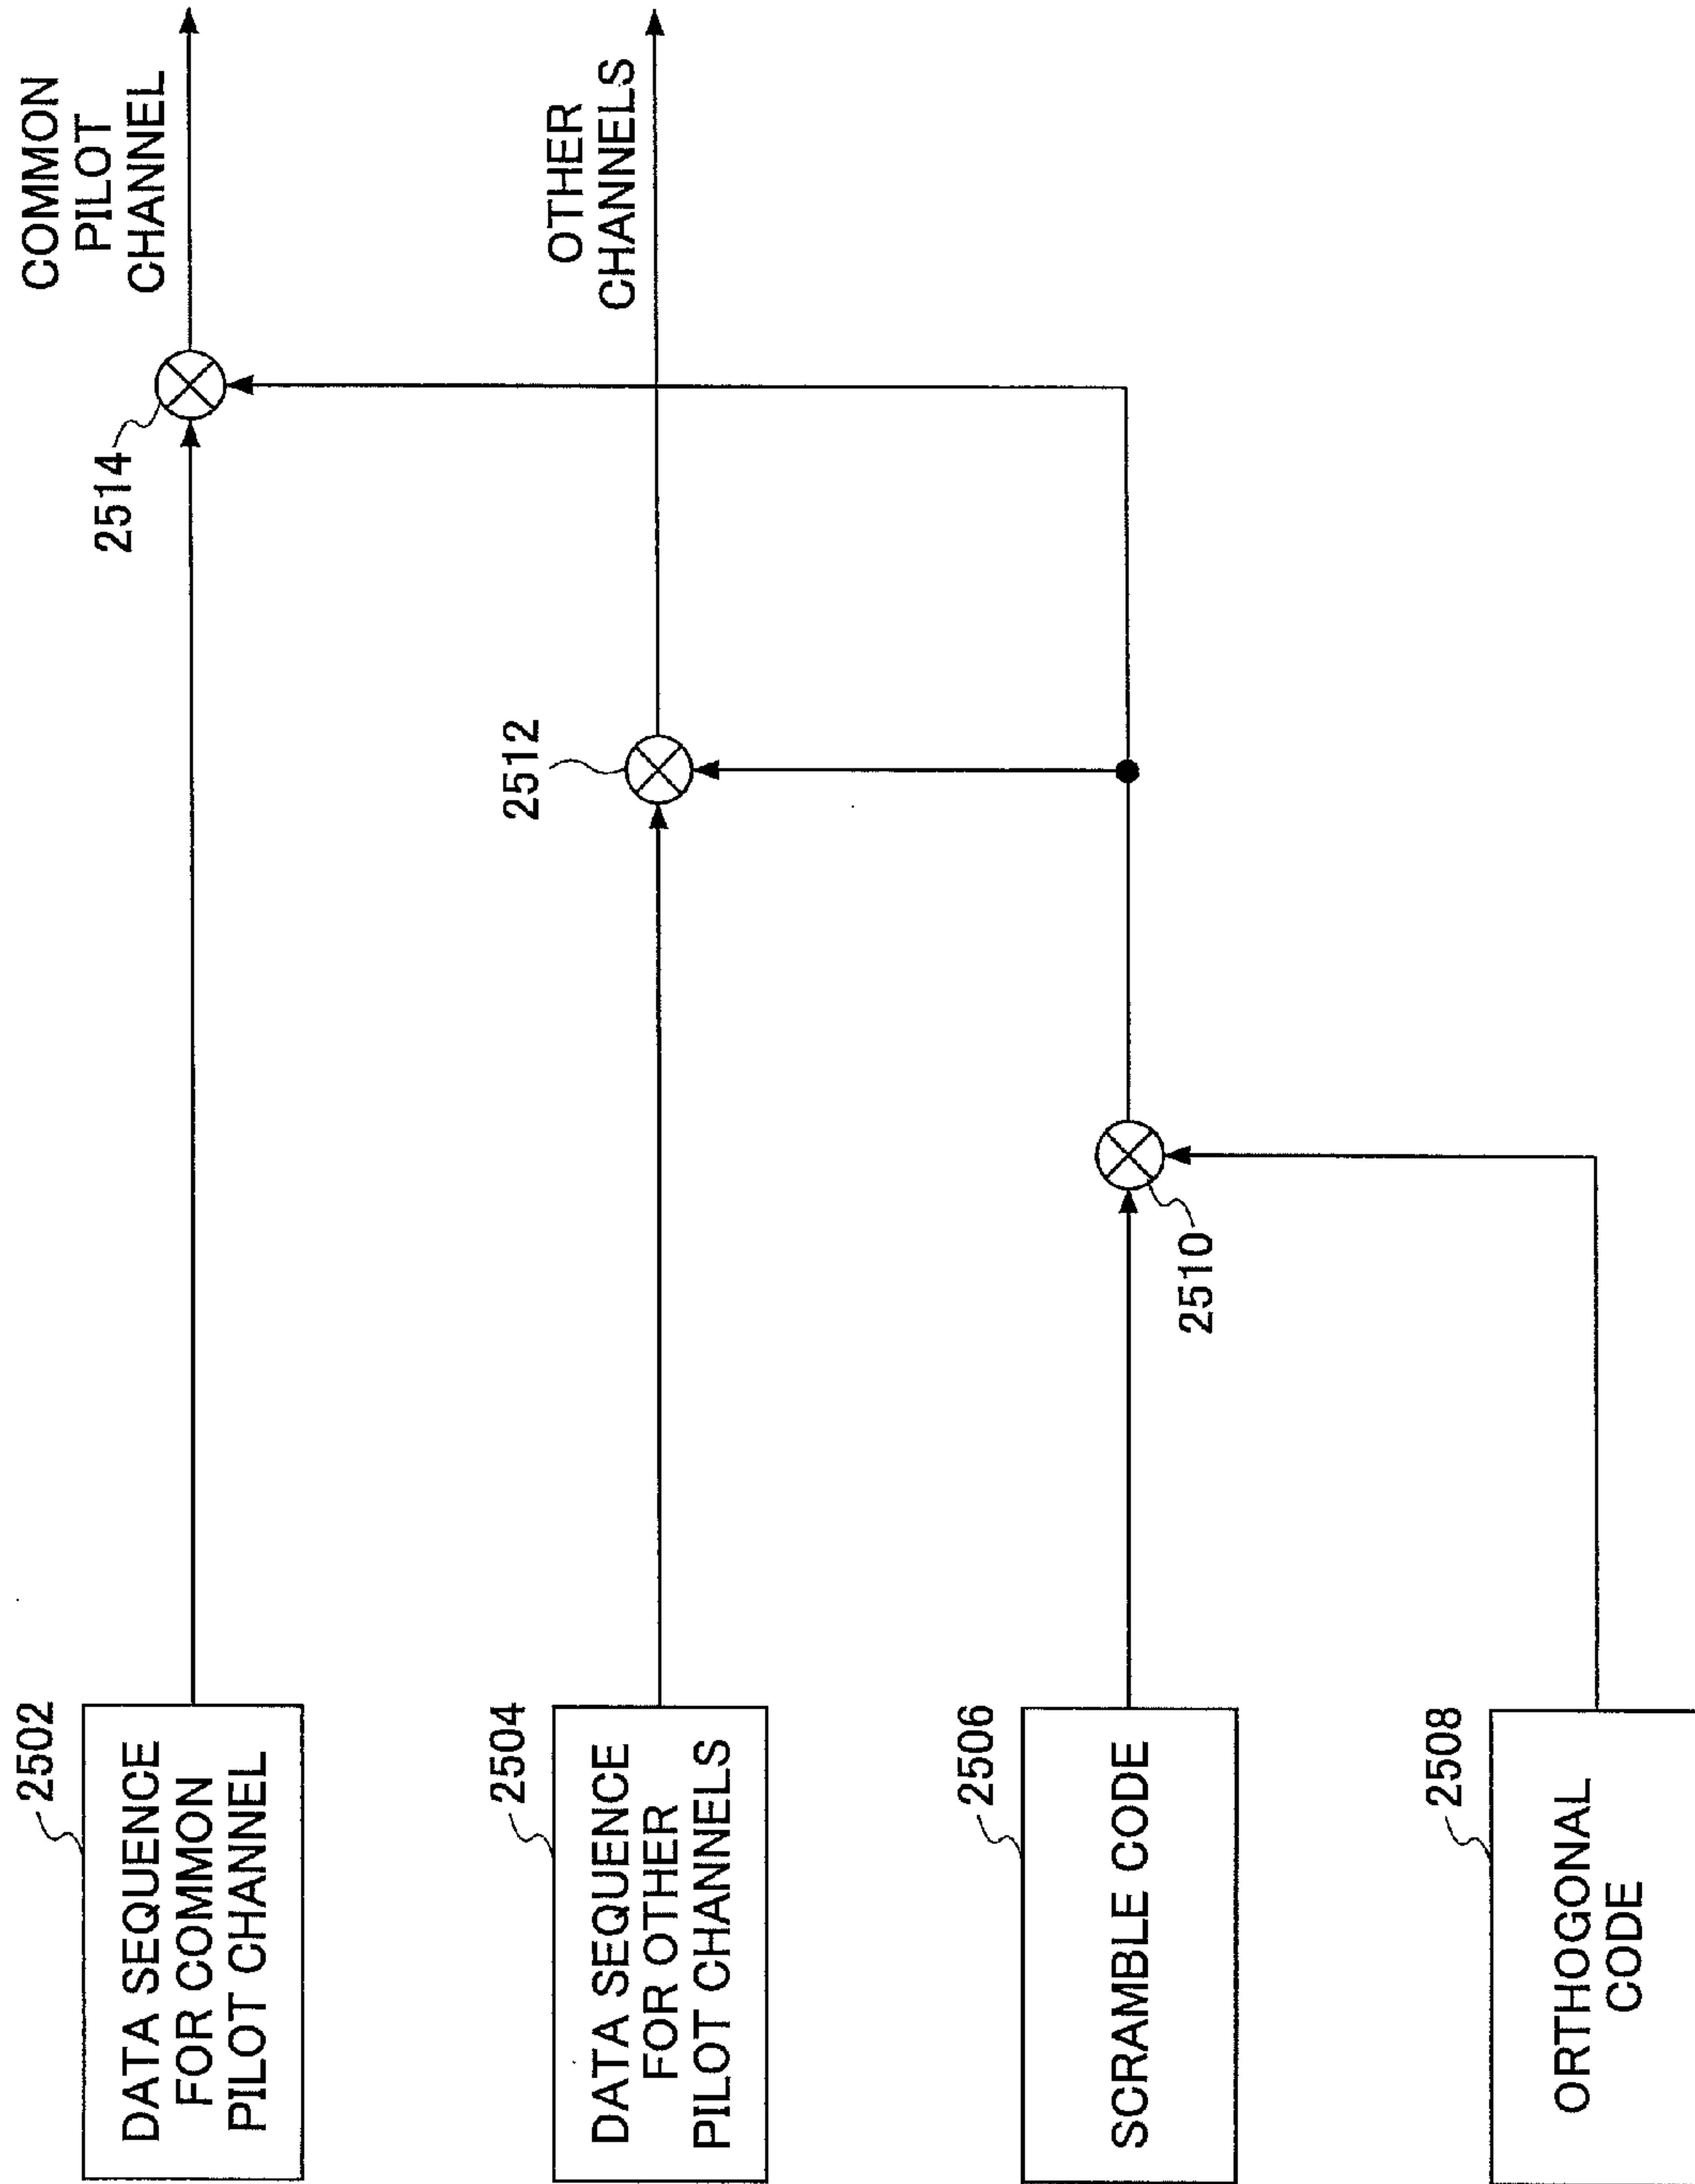 2502
DATA SEQUENCE
FOR COMMON
PILOT CHANNEL
2514
COMMON
PILOT
CHANNEL
2504
DATA SEQUENCE
FOR OTHER
PILOT CHANNELS
2512
OTHER
CHANNELS
2506
SCRAMBLE CODE
2510
2508
ORTHOGONAL
CODE